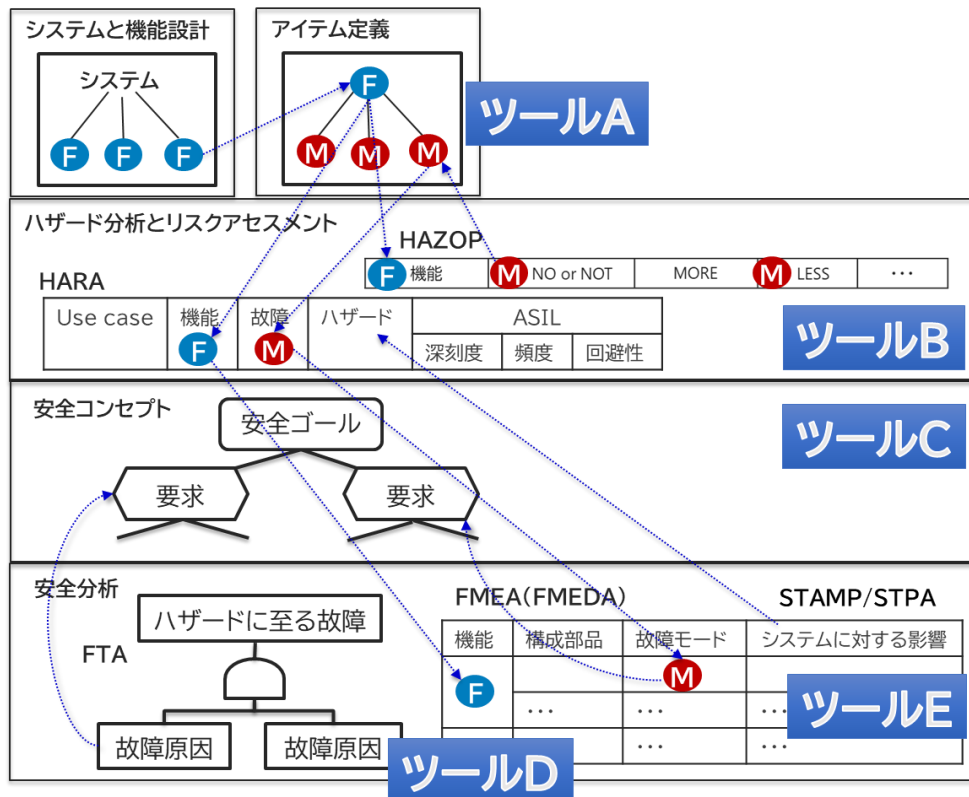 システムと機能設計
システム
F
F
F
アイテム定義
F
M
M
M
ツールA
ハザード分析とリスクアセスメント
HAZOP
F 機能
M NO or NOT
MORE
M LESS
…
HARA
Use case
機能
F
故障
M
ハザード
ASIL
深刻度
頻度
回避性
ツールB
安全コンセプト
安全ゴール
要求
要求
ツールC
安全分析
FTA
ハザードに至る故障
故障原因
故障原因
ツールD
FMEA(FMEDA)
STAMP/STPA
機能
構成部品
故障モード
システムに対する影響
F
M
…
…
…
…
…
ツールE